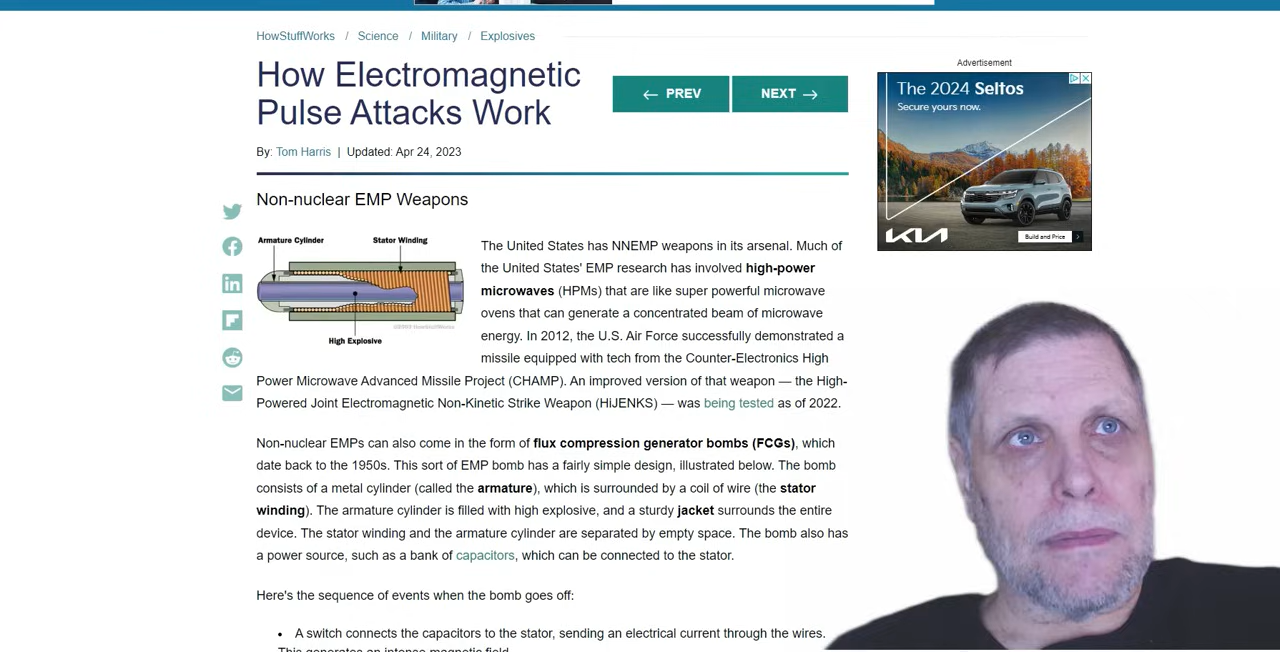 HowStuffWorks / Science / Military / Explosives
How Electromagnetic
Pulse Attacks Work
← PREV
NEXT →
By: Tom Harris | Updated: Apr 24, 2023
Non-nuclear EMP Weapons
Armature Cylinder
Stator Winding
High Explosive
The United States has NNEMP weapons in its arsenal. Much of
the United States' EMP research has involved high-power
microwaves (HPMs) that are like super powerful microwave
ovens that can generate a concentrated beam of microwave
energy. In 2012, the U.S. Air Force successfully demonstrated a
missile equipped with tech from the Counter-Electronics High
Power Microwave Advanced Missile Project (CHAMP). An improved version of that weapon — the High-
Powered Joint Electromagnetic Non-Kinetic Strike Weapon (HiJENKS) — was being tested as of 2022.
Non-nuclear EMPs can also come in the form of flux compression generator bombs (FCGs), which
date back to the 1950s. This sort of EMP bomb has a fairly simple design, illustrated below. The bomb
consists of a metal cylinder (called the armature), which is surrounded by a coil of wire (the stator
winding). The armature cylinder is filled with high explosive, and a sturdy jacket surrounds the entire
device. The stator winding and the armature cylinder are separated by empty space. The bomb also has
a power source, such as a bank of capacitors, which can be connected to the stator.
Here's the sequence of events when the bomb goes off:
• A switch connects the capacitors to the stator, sending an electrical current through the wires.
This generates an intense magnetic field.
Advertisement
The 2024 Seltos
Secure yours now.
KIA
Build and Price